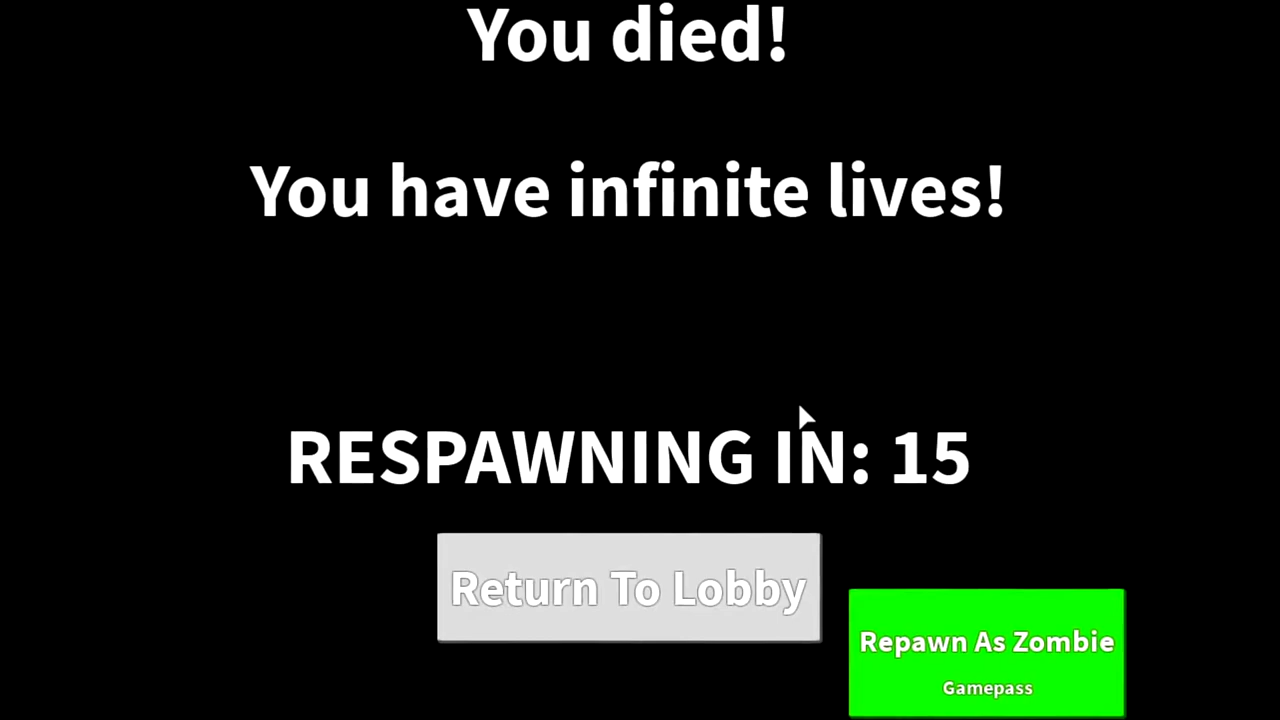 You died!
You have infinite lives!
RESPAWNING IN: 15
Return To Lobby
Repawn As Zombie
Gamepass